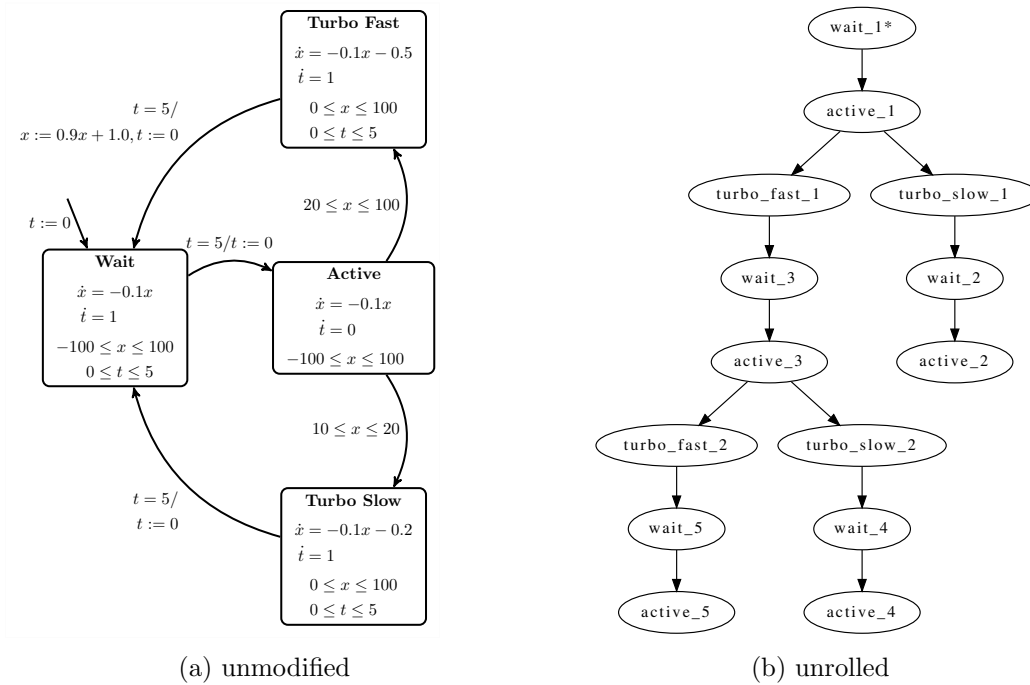 Turbo Fast
ẋ = −0.1x − 0.5
ṫ = 1
0 ≤ x ≤ 100
0 ≤ t ≤ 5
t = 5/
x := 0.9x + 1.0, t := 0
20 ≤ x ≤ 100
t := 0
t = 5/t := 0
Wait
ẋ = −0.1x
ṫ = 1
−100 ≤ x ≤ 100
0 ≤ t ≤ 5
Active
ẋ = −0.1x
ṫ = 0
−100 ≤ x ≤ 100
10 ≤ x ≤ 20
t = 5/
t := 0
Turbo Slow
ẋ = −0.1x − 0.2
ṫ = 1
0 ≤ x ≤ 100
0 ≤ t ≤ 5
(a) unmodified
wait_1*
active_1
turbo_fast_1 turbo_slow_1
wait_3 wait_2
active_3 active_2
turbo_fast_2 turbo_slow_2
wait_5 wait_4
active_5 active_4
(b) unrolled